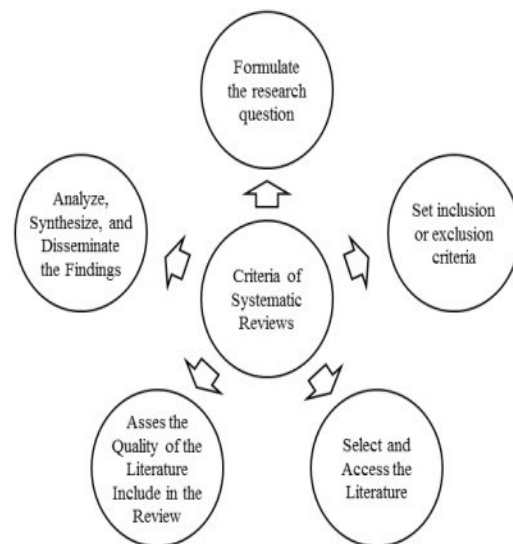 Formulate
the research
question
Set inclusion
or exclusion
criteria
Select and
Access the
Literature
Asses the
Quality of the
Literature
Include in the
Review
Analyze,
Synthesize, and
Disseminate
the Findings
Criteria of
Systematic
Reviews